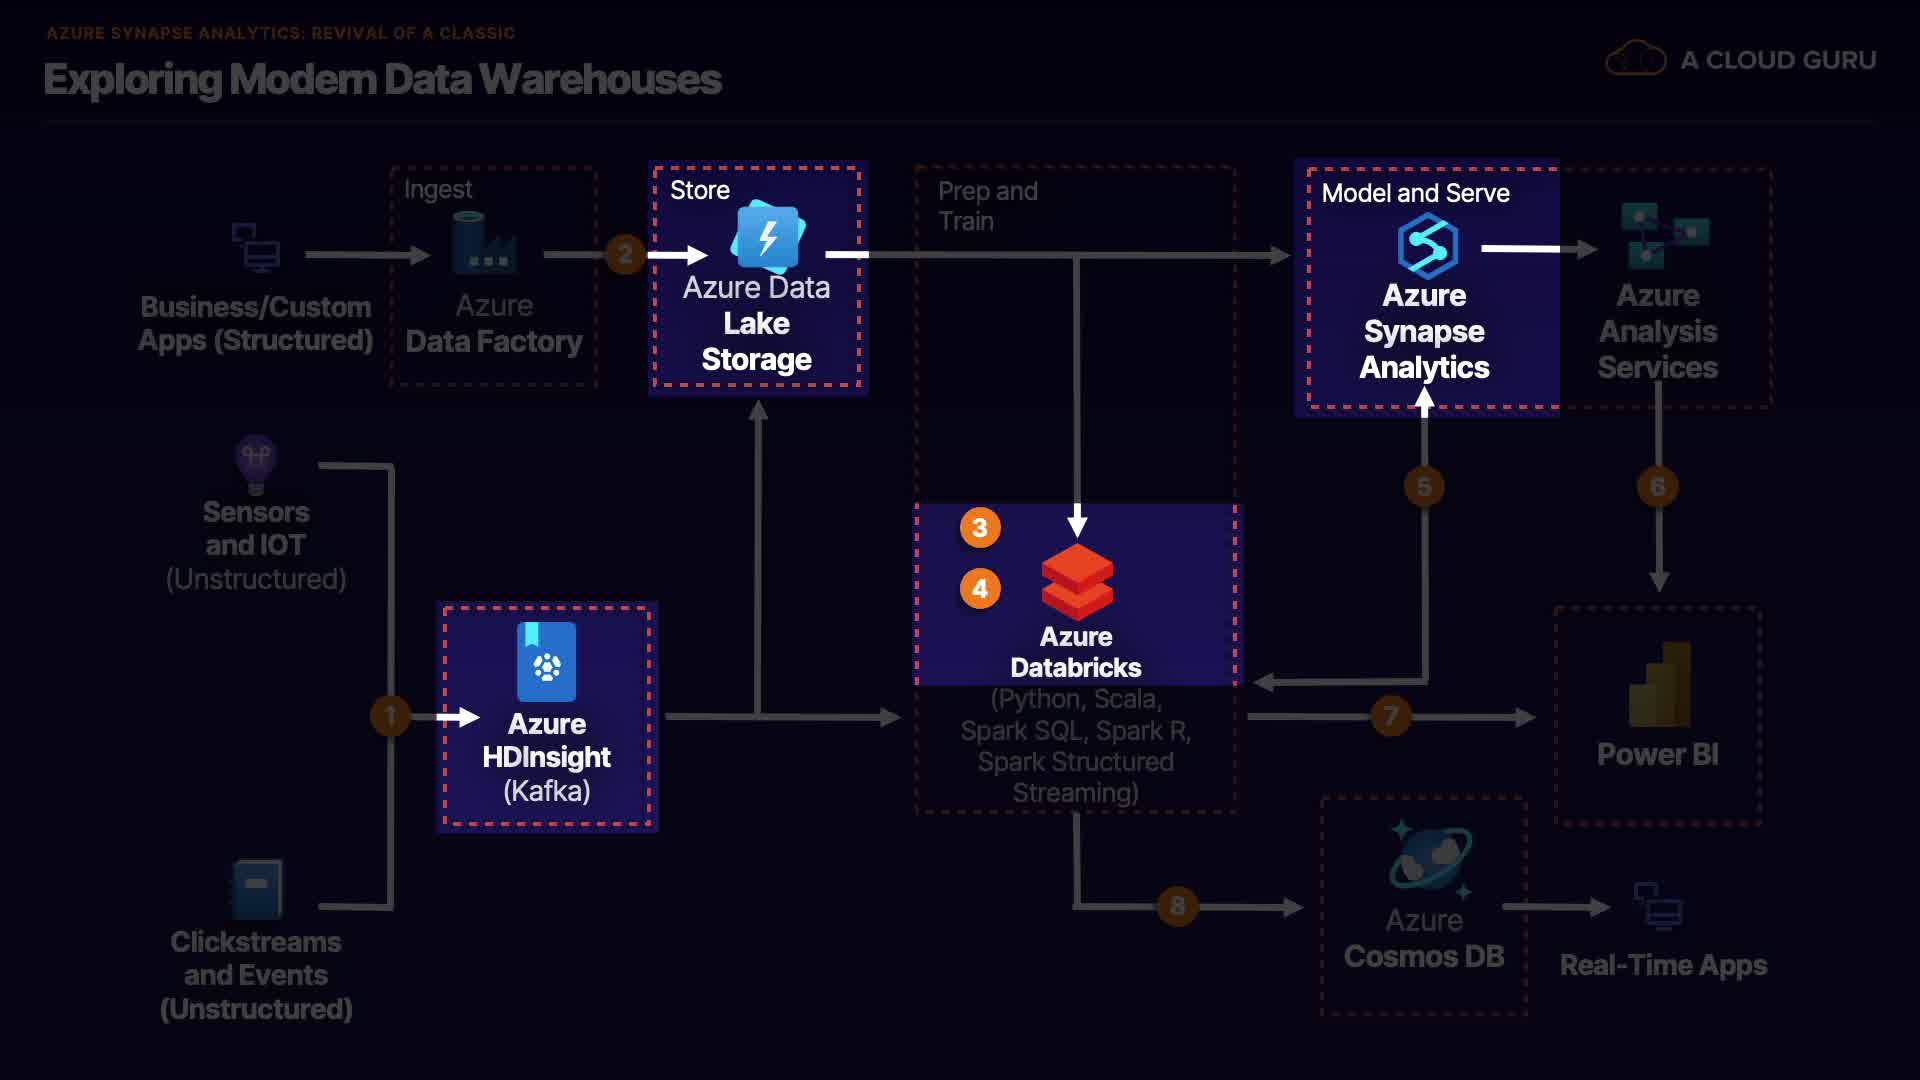 AZURE SYNAPSE ANALYTICS: REVIVAL OF A CLASSIC
Exploring Modern Data Warehouses
A CLOUD GURU
Business/Custom
Apps (Structured)
Ingest
Azure
Data Factory
2
Store
Azure Data
Lake
Storage
Prep and
Train
Model and Serve
Azure
Synapse
Analytics
Azure
Analysis
Services
Sensors
and IOT
(Unstructured)
1
Azure
HDInsight
(Kafka)
3
4
Azure
Databricks
(Python, Scala,
Spark SQL, Spark R,
Spark Structured
Streaming)
5
6
7
Power BI
Clickstreams
and Events
(Unstructured)
8
Azure
Cosmos DB
Real-Time Apps